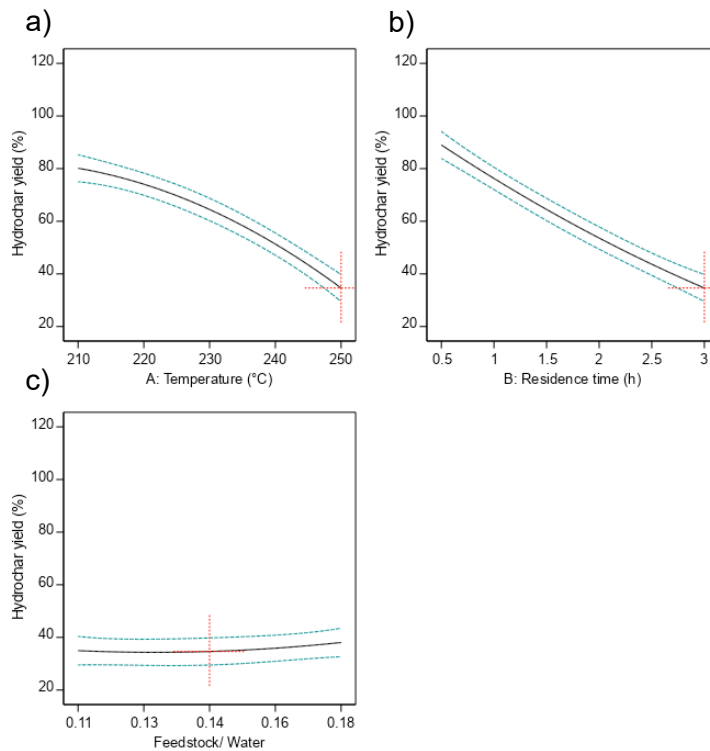 a)
120
100
80
60
40
20
Hydrochar yield (%)
210 220 230 240 250
A: Temperature (°C)
b)
120
100
80
60
40
20
Hydrochar yield (%)
0.5 1 1.5 2 2.5 3
B: Residence time (h)
c)
120
100
80
60
40
20
Hydrochar yield (%)
0.11 0.13 0.14 0.16 0.18
Feedstock/ Water